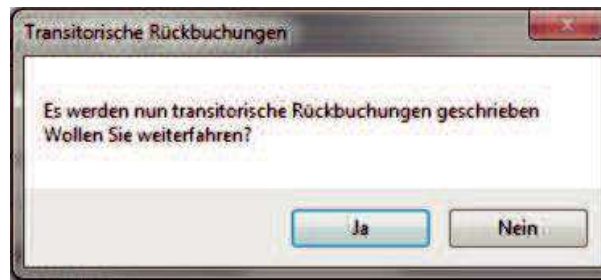 Transitorische Rückbuchungen
Es werden nun transitorische Rückbuchungen geschrieben
Wollen Sie weiterfahren?
Ja
Nein